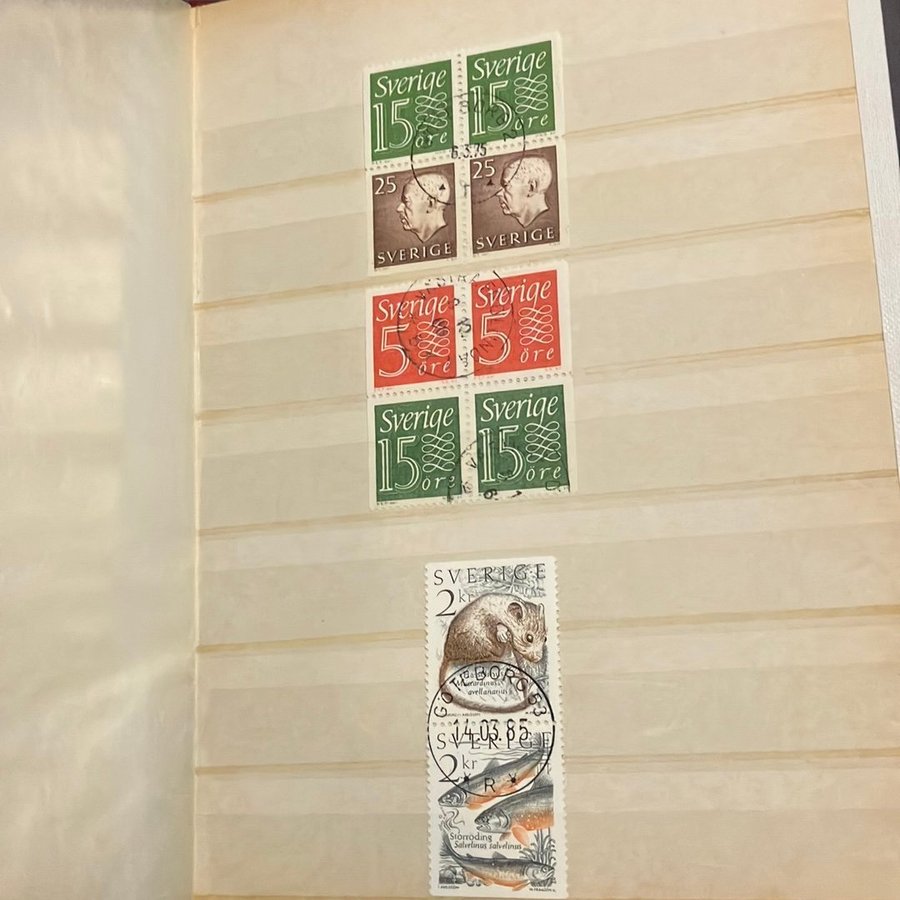 Sverige
15
öre
Sverige
15
öre
6.3.75
25
SVERIGE
25
SVERIGE
Sverige
5
öre
Sverige
5
öre
Sverige
15
öre
Sverige
15
öre
SVERIGE
2 kr
Muscardinus
avellanarius
GÖTEBORG 53
14.03.85
R
SVERIGE
2 kr
Storröding
Salvelinus salvelinus